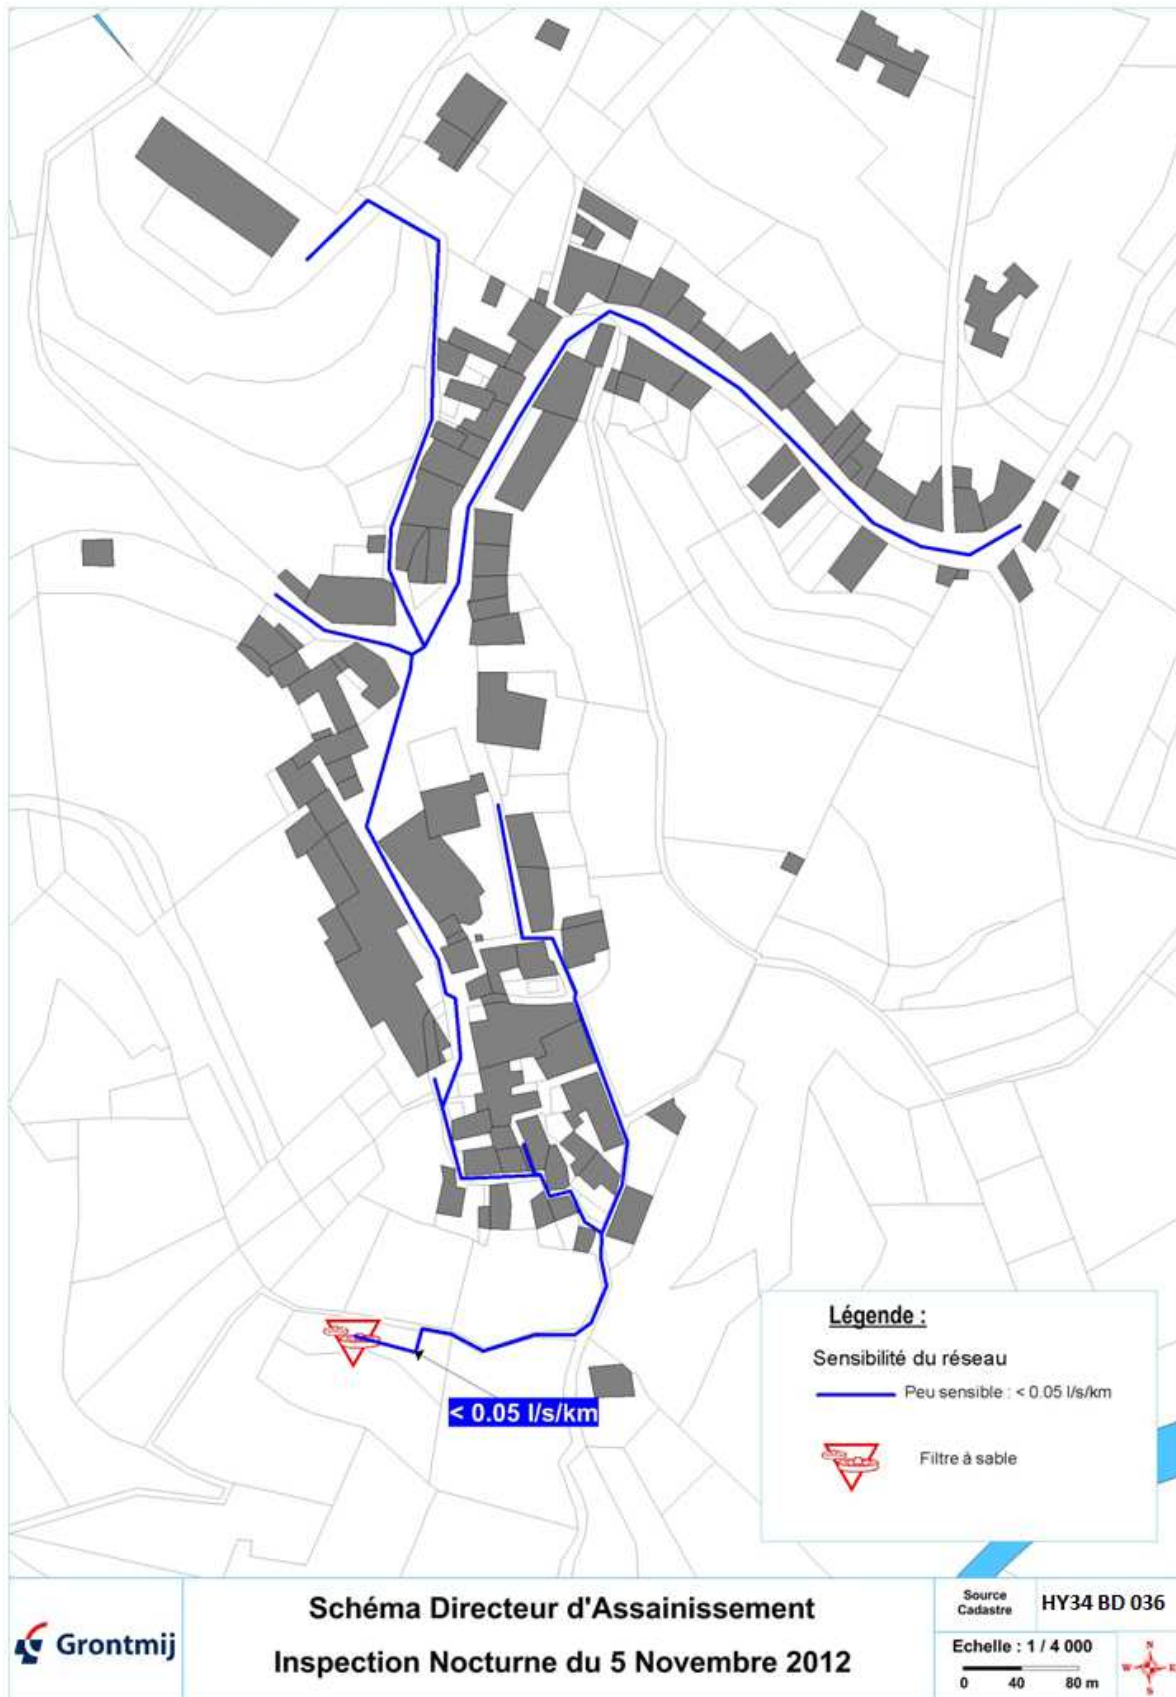 < 0.05 l/s/km
Légende :
Sensibilité du réseau
Peu sensible : < 0.05 l/s/km
Filtre à sable
Grontmij
Schéma Directeur d'Assainissement
Inspection Nocturne du 5 Novembre 2012
Source
Cadastre
HY34 BD 036
Echelle : 1 / 4 000
0 40 80 m
N
W E
S